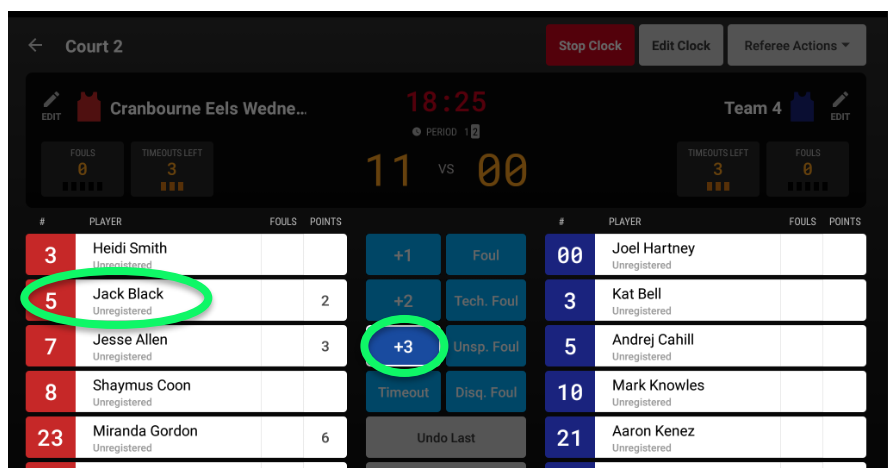 Court 2
Stop Clock
Edit Clock
Referee Actions
EDIT
Cranbourne Eels Wedne...
18:25
Team 4
EDIT
PERIOD 1 2
FOULS
0
TIMEOUTS LEFT
3
11 VS 00
TIMEOUTS LEFT
3
FOULS
0
# PLAYER FOULS POINTS
3 Heidi Smith
Unregistered
5 Jack Black 2
Unregistered
7 Jesse Allen 3
Unregistered
8 Shaymus Coon
Unregistered
23 Miranda Gordon 6
Unregistered
+1 Foul
+2 Tech. Foul
+3 Unsp. Foul
Timeout Disq. Foul
Undo Last
# PLAYER FOULS POINTS
00 Joel Hartney
Unregistered
3 Kat Bell
Unregistered
5 Andrej Cahill
Unregistered
10 Mark Knowles
Unregistered
21 Aaron Kenez
Unregistered